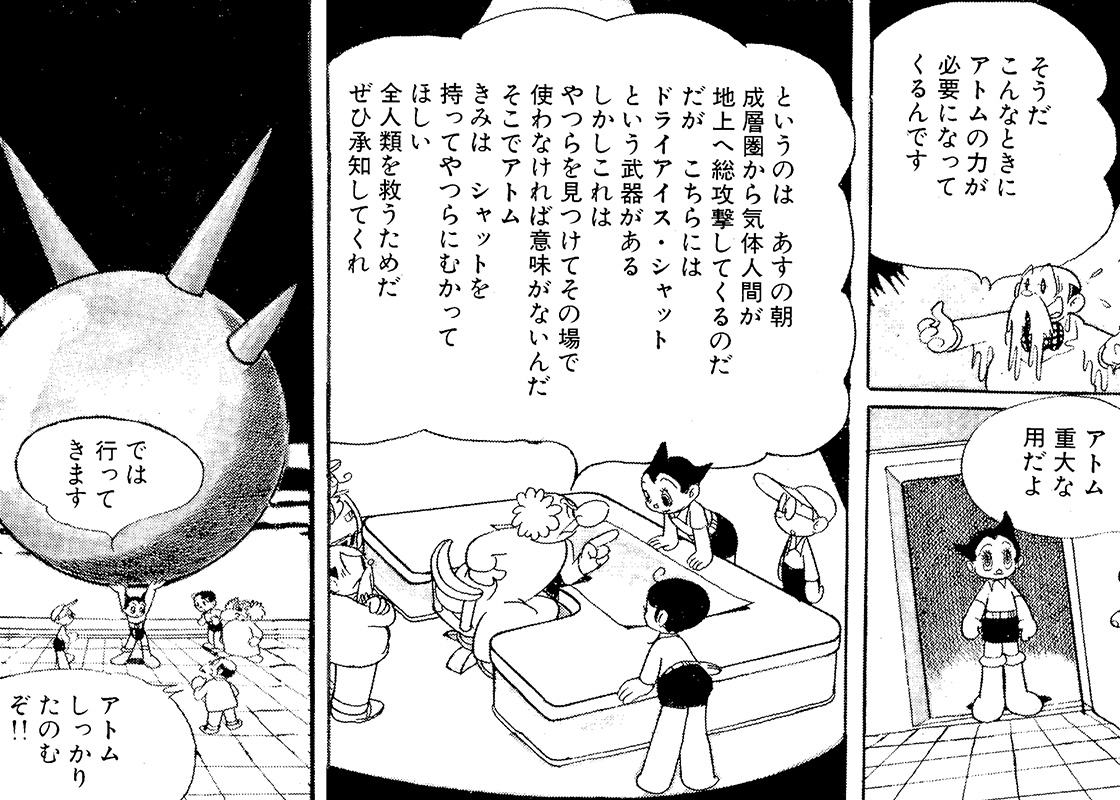 そうだ
こんなときに
アトムの力が
必要になって
くるんです
アトム
重大な
用だよ
というのは　あすの朝
成層圏から気体人間が
地上へ総攻撃してくるのだ
だが　こちらには
ドライアイス・シャット
という武器がある
しかしこれは
やつらを見つけてその場で
使わなければ意味がないんだ
そこでアトム
きみは　シャットを
持ってやつらにむかって
ほしい
全人類を救うためだ
ぜひ承知してくれ
では
行って
きます
アトム
しっかり
たのむ
ぞ!!